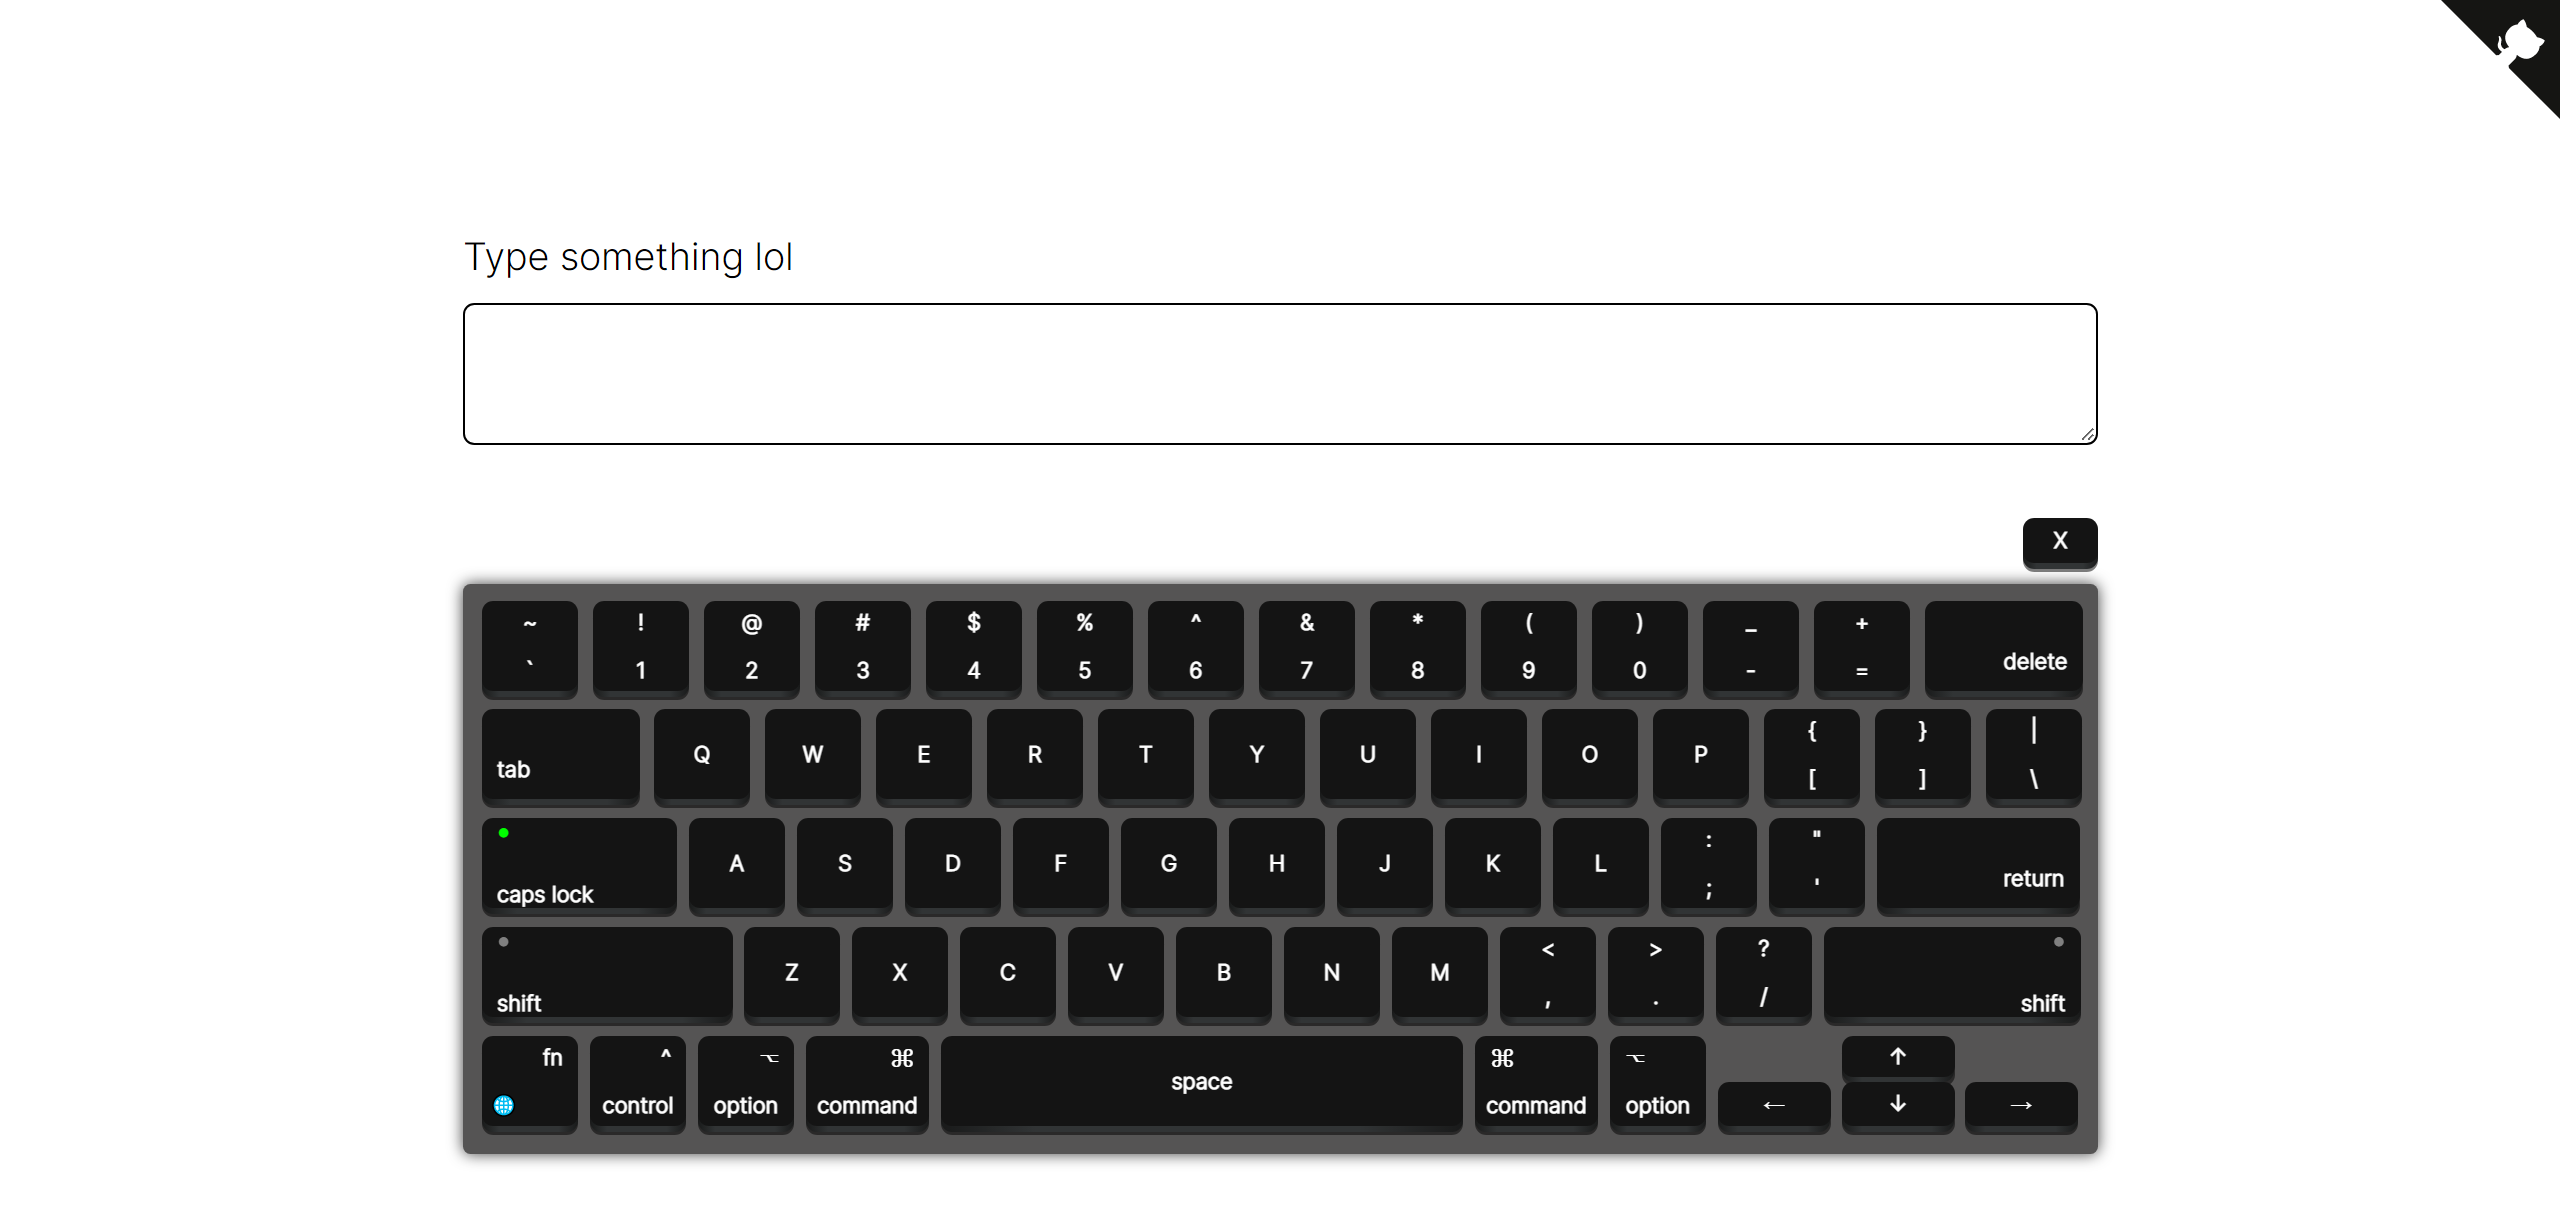 Type something lol
X
~ ! @ # $ % ^ & * ( ) _ +
` 1 2 3 4 5 6 7 8 9 0 - = delete
{ } |
tab Q W E R T Y U I O P [ ] \
: "
caps lock A S D F G H J K L ; ' return
< > ?
shift Z X C V B N M , . / shift
fn ^ ⌥ ⌘ ⌘ ⌥ ↑
control option command space command option ← ↓ →